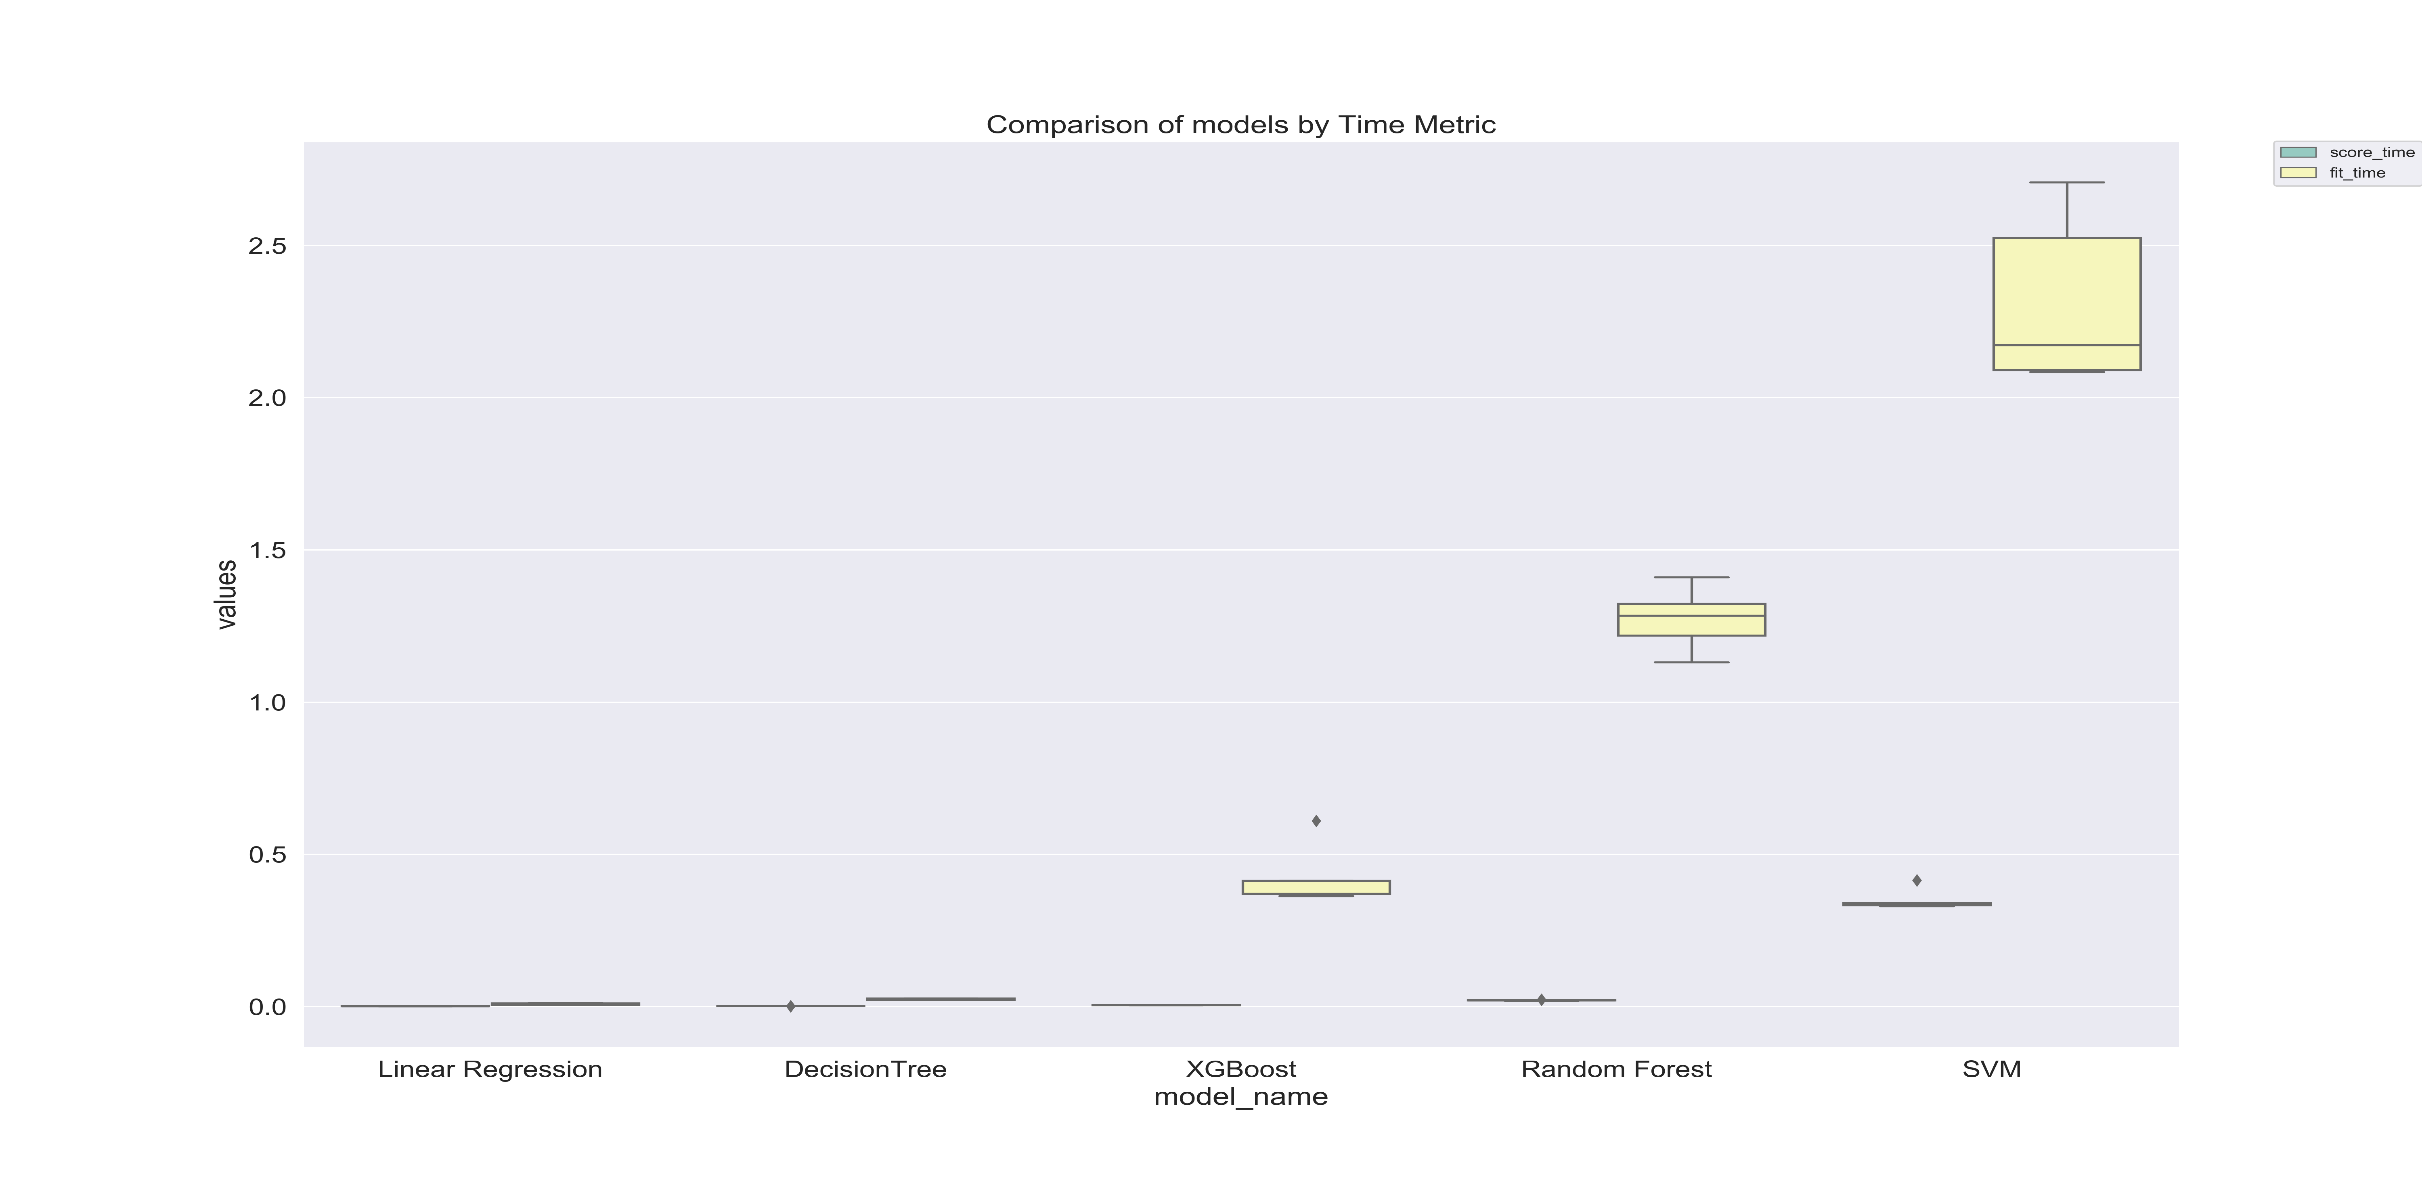 Comparison of models by Time Metric
score_time
fit_time
values
2.5
2.0
1.5
1.0
0.5
0.0
Linear Regression
DecisionTree
XGBoost
Random Forest
SVM
model_name